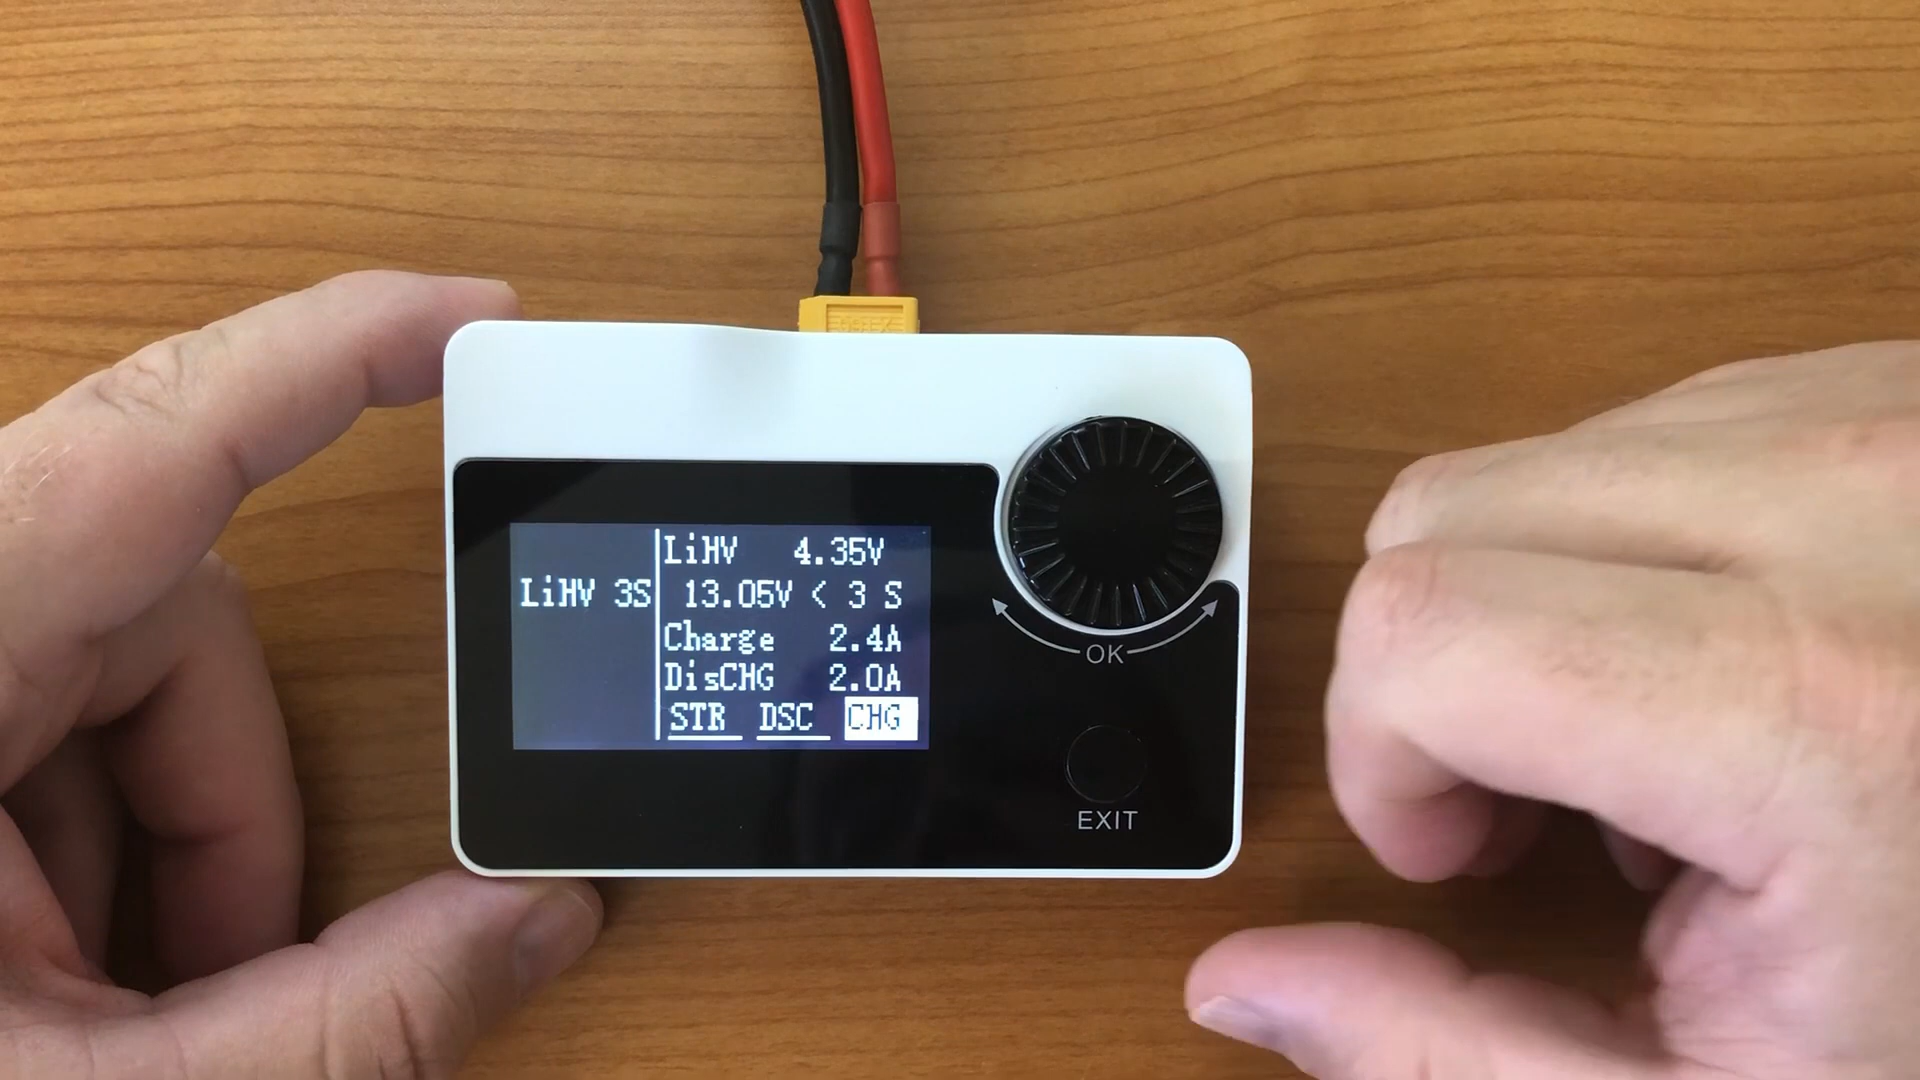 LiHV 3S
LiHV 4.35V
13.05V < 3 S
Charge 2.4A
DisCHG 2.0A
STR DSC CHG
OK
EXIT